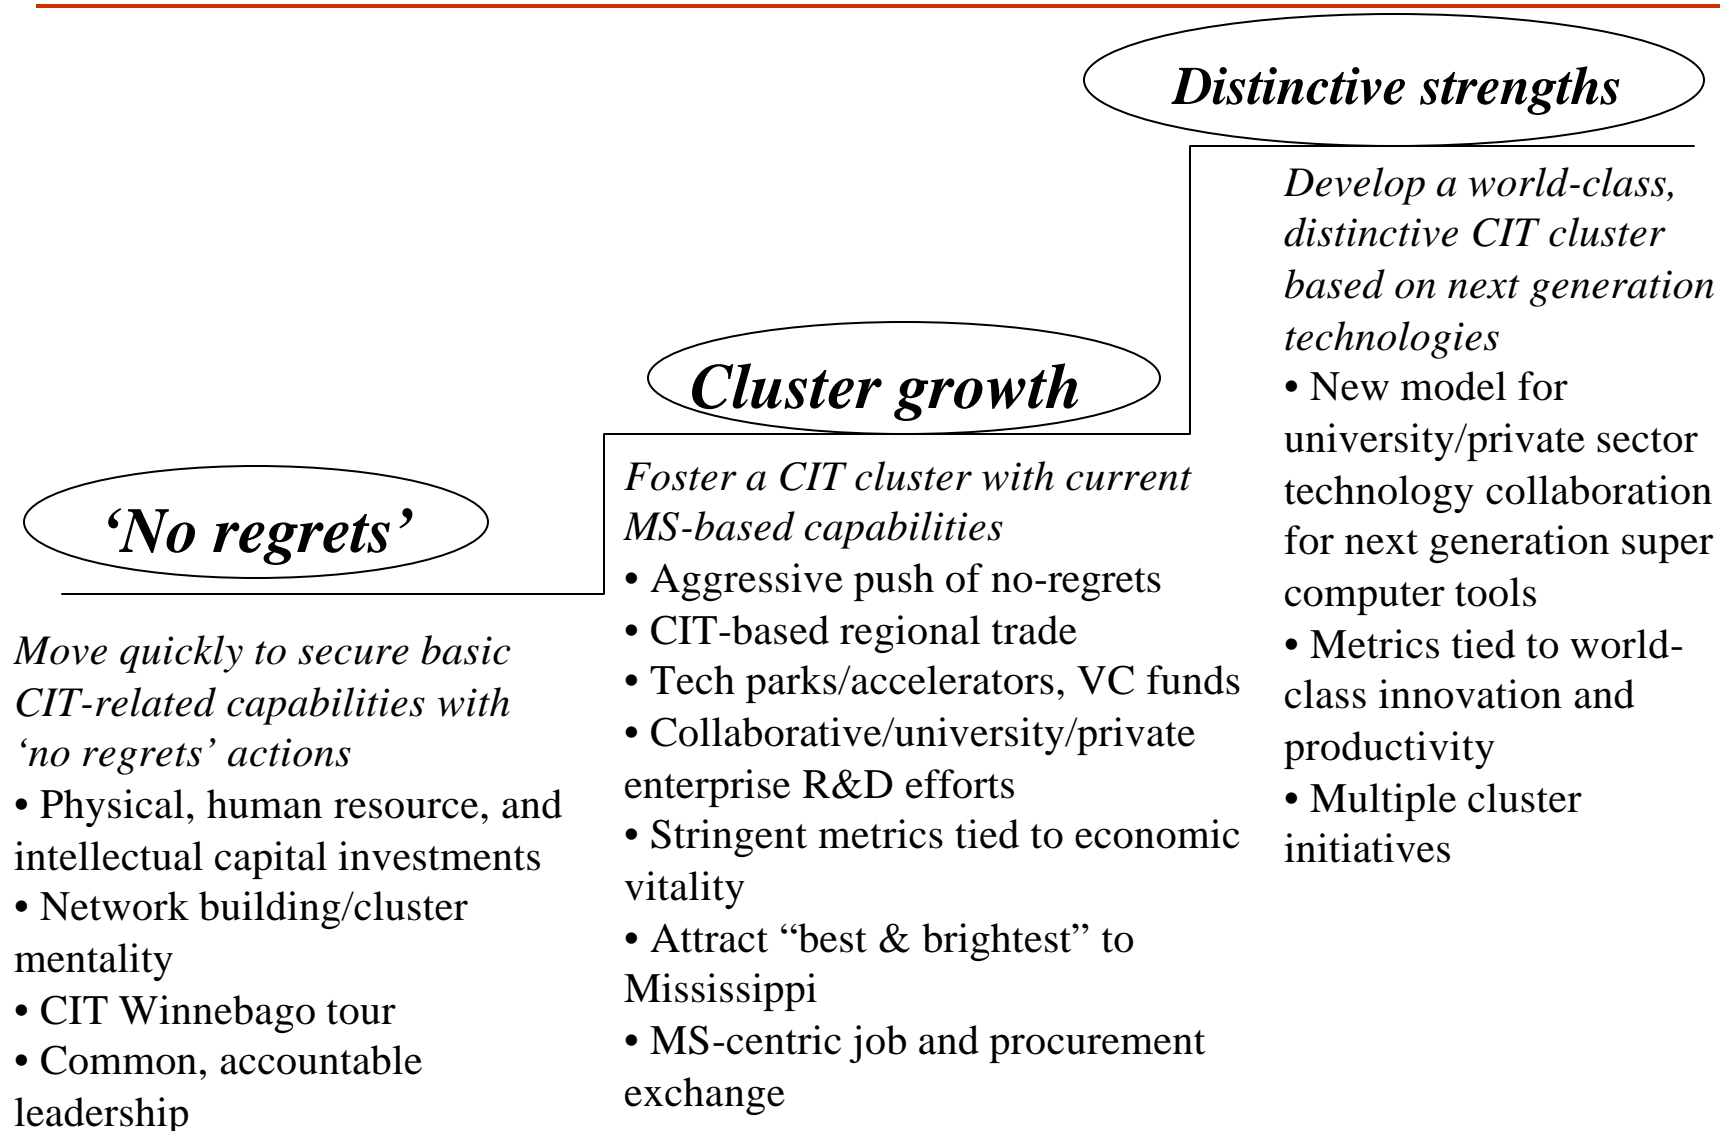 Distinctive strengths
Develop a world-class,
distinctive CIT cluster
based on next generation
technologies
• New model for
university/private sector
technology collaboration
for next generation super
computer tools
• Metrics tied to world-
class innovation and
productivity
• Multiple cluster
initiatives
Cluster growth
Foster a CIT cluster with current
MS-based capabilities
• Aggressive push of no-regrets
• CIT-based regional trade
• Tech parks/accelerators, VC funds
• Collaborative/university/private
enterprise R&D efforts
• Stringent metrics tied to economic
vitality
• Attract “best & brightest” to
Mississippi
• MS-centric job and procurement
exchange
‘No regrets’
Move quickly to secure basic
CIT-related capabilities with
‘no regrets’ actions
• Physical, human resource, and
intellectual capital investments
• Network building/cluster
mentality
• CIT Winnebago tour
• Common, accountable
leadership